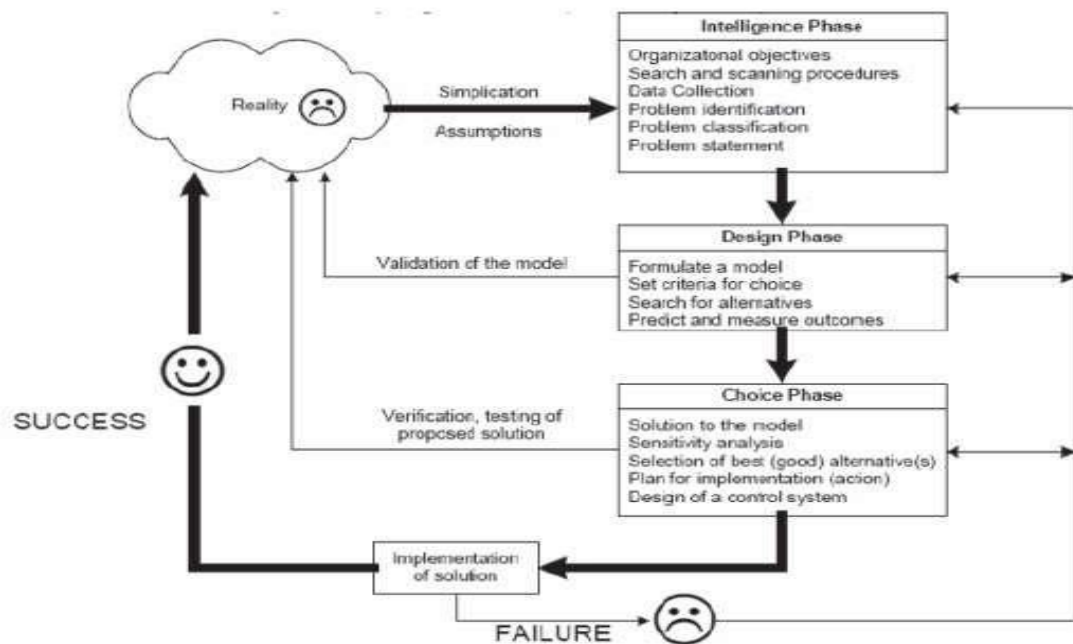 Intelligence Phase
Organizatonal objectives
Search and scanning procedures
Data Collection
Problem identification
Problem classification
Problem statement
Reality
Simplication
Assumptions
Design Phase
Formulate a model
Set criteria for choice
Search for alternatives
Predict and measure outcomes
Validation of the model
Choice Phase
Solution to the model
Sensitivity analysis
Selection of best (good) alternative(s)
Plan for implementation (action)
Design of a control system
Verification, testing of
proposed solution
SUCCESS
Implementation
of solution
FAILURE